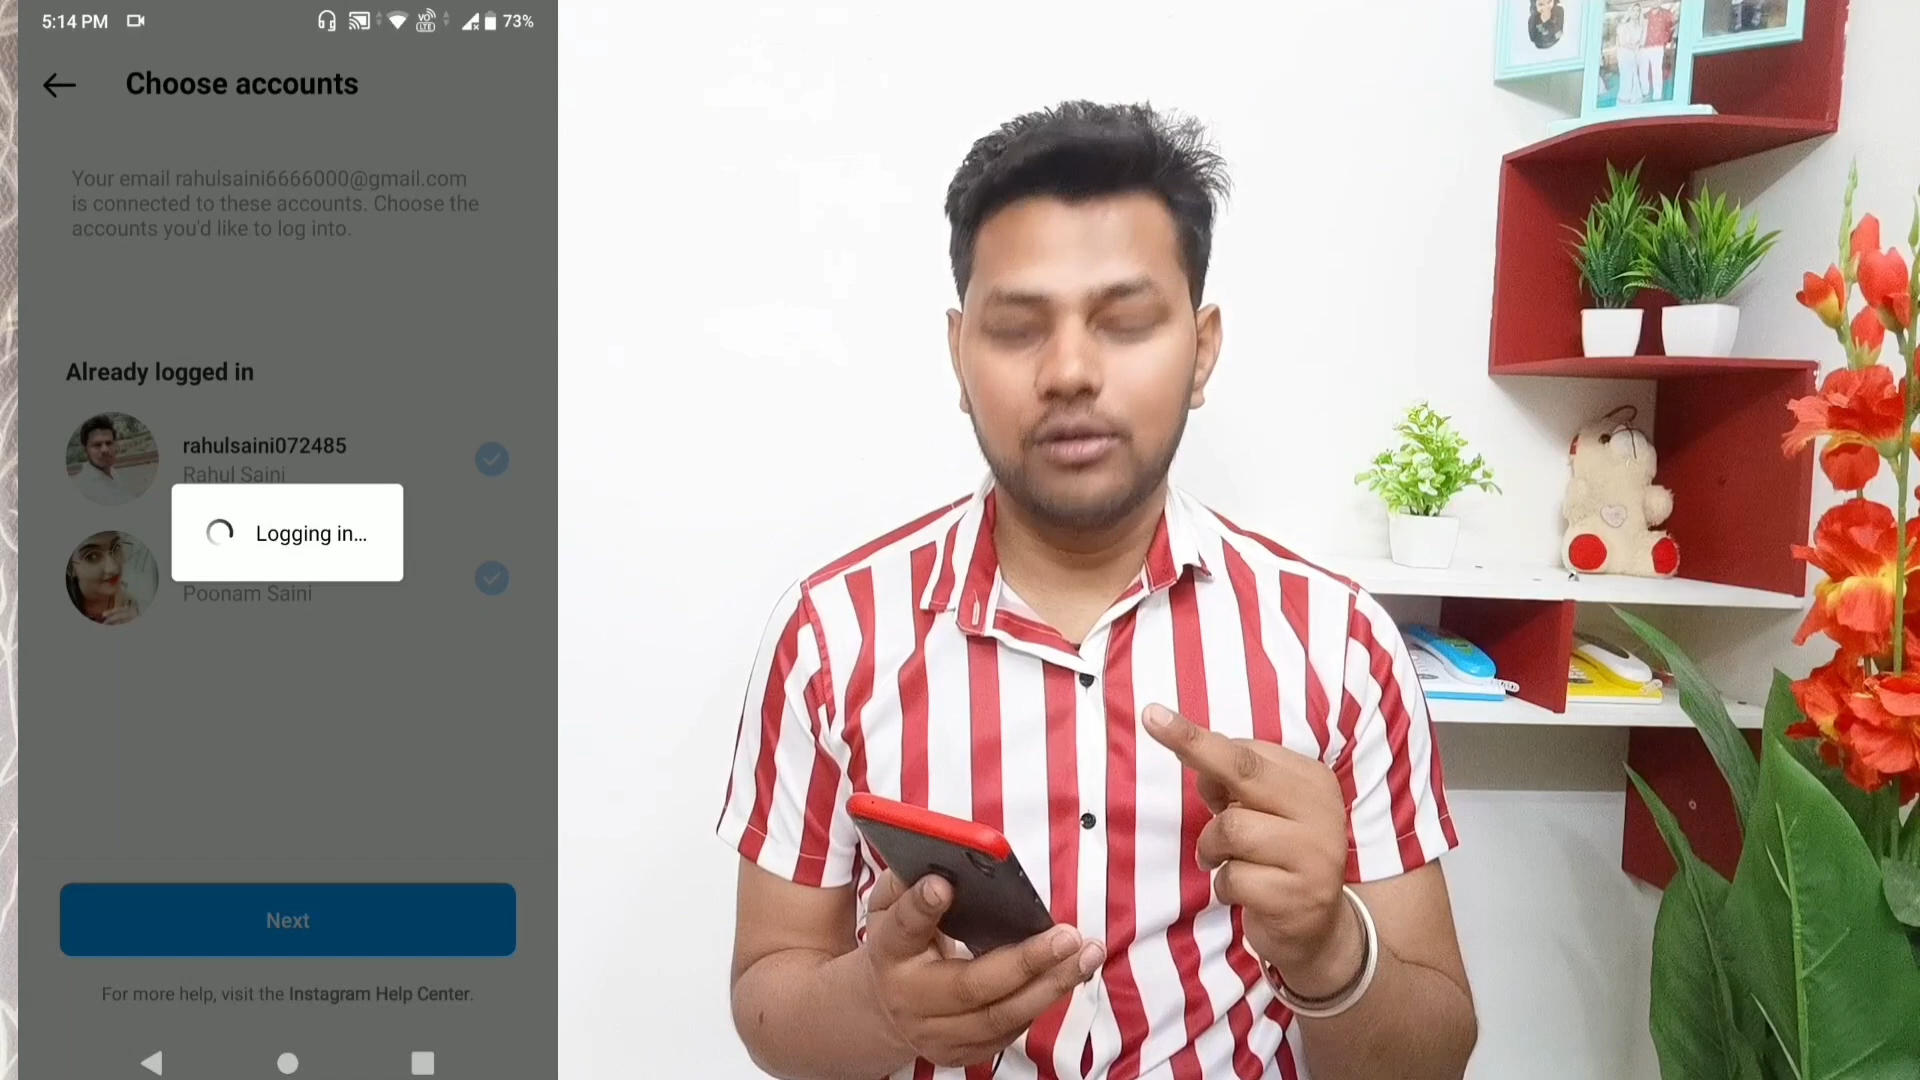 5:14 PM
VO
LTE
73%
Choose accounts
Your email rahulsaini6666000@gmail.com
is connected to these accounts. Choose the
accounts you'd like to log into.
Already logged in
rahulsaini072485
Rahul Saini
Logging in...
Poonam Saini
Next
For more help, visit the Instagram Help Center.